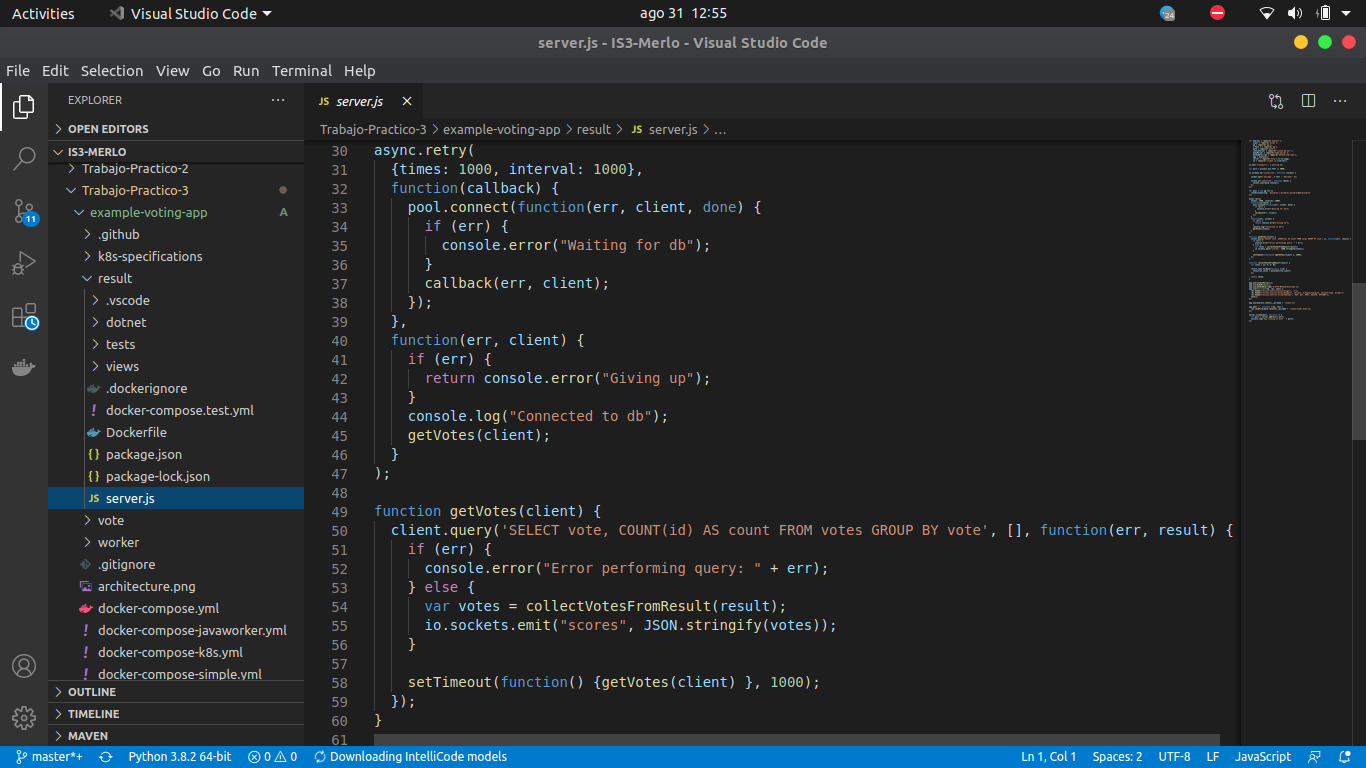 Activities
Visual Studio Code
ago 31 12:55
24
server.js - IS3-Merlo - Visual Studio Code
File Edit Selection View Go Run Terminal Help
EXPLORER
OPEN EDITORS
IS3-MERLO
Trabajo-Practico-2
Trabajo-Practico-3
example-voting-app A
.github
k8s-specifications
result
.vscode
dotnet
tests
views
.dockerignore
! docker-compose.test.yml
Dockerfile
{} package.json
{} package-lock.json
JS server.js
vote
worker
.gitignore
architecture.png
docker-compose.yml
! docker-compose-javaworker.yml
! docker-compose-k8s.yml
! docker-compose-simple.yml
OUTLINE
TIMELINE
MAVEN
11
JS server.js ×
Trabajo-Practico-3 > example-voting-app > result > JS server.js > ...
30 async.retry(
31 {times: 1000, interval: 1000},
32 function(callback) {
33 pool.connect(function(err, client, done) {
34 if (err) {
35 console.error("Waiting for db");
36 }
37 callback(err, client);
38 });
39 },
40 function(err, client) {
41 if (err) {
42 return console.error("Giving up");
43 }
44 console.log("Connected to db");
45 getVotes(client);
46 }
47 );
48
49 function getVotes(client) {
50 client.query('SELECT vote, COUNT(id) AS count FROM votes GROUP BY vote', [], function(err, result) {
51 if (err) {
52 console.error("Error performing query: " + err);
53 } else {
54 var votes = collectVotesFromResult(result);
55 io.sockets.emit("scores", JSON.stringify(votes));
56 }
57
58 setTimeout(function() {getVotes(client) }, 1000);
59 });
60 }
61
master*+ Python 3.8.2 64-bit 0 0 Downloading IntelliCode models Ln 1, Col 1 Spaces: 2 UTF-8 LF JavaScript